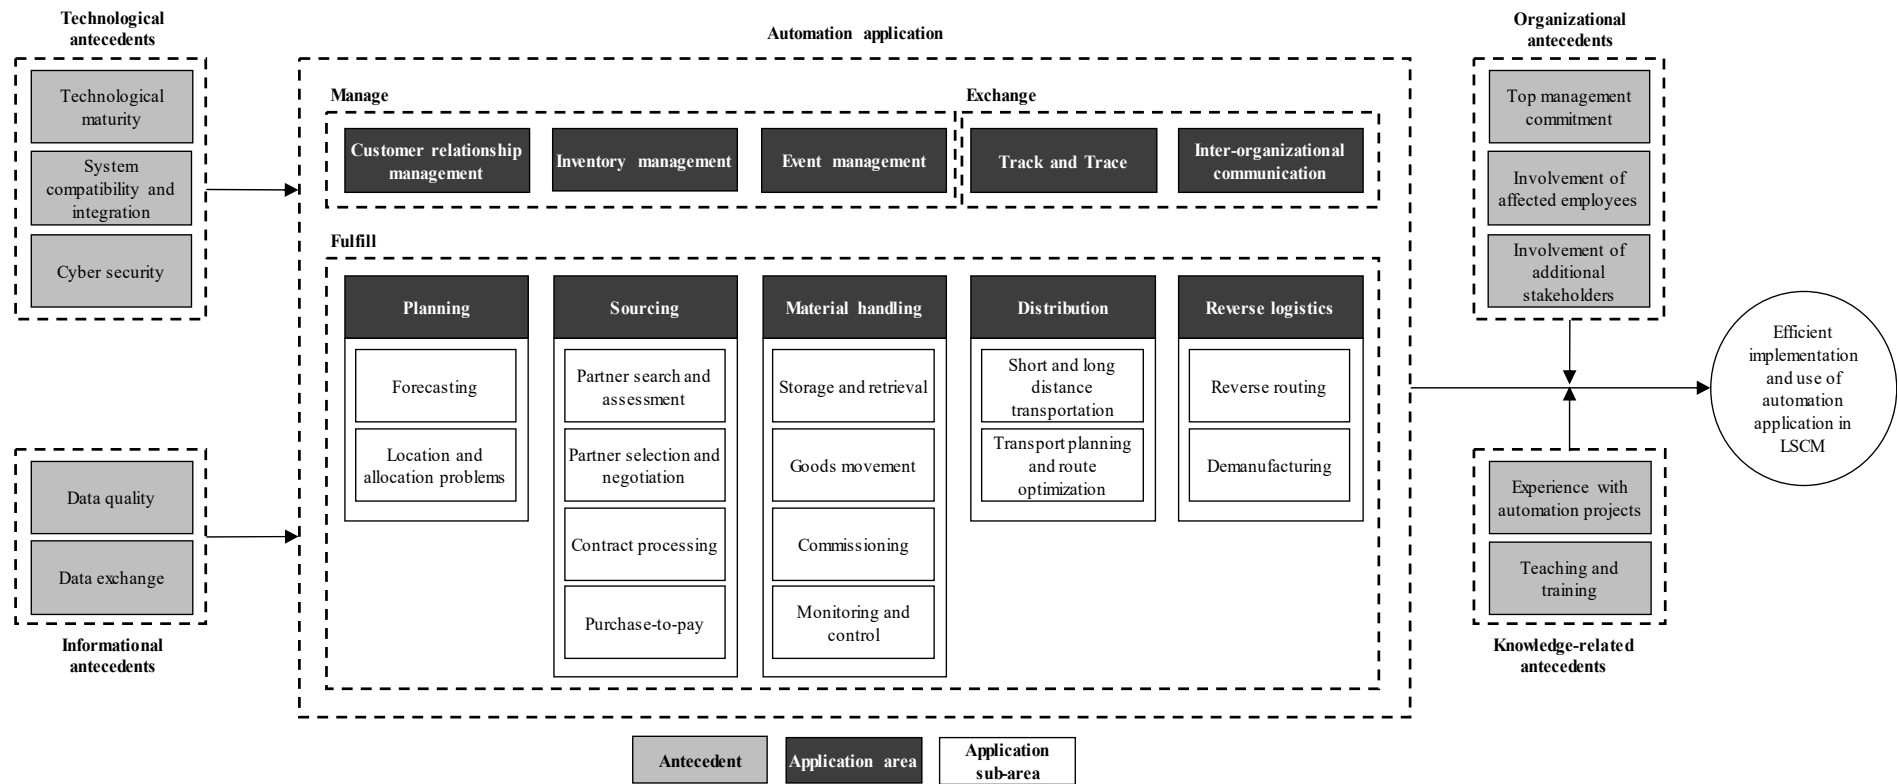 Technological
antecedents
Technological
maturity
System
compatibility and
integration
Cyber security
Data quality
Data exchange
Informational
antecedents
Automation application
Manage
Customer relationship
management
Inventory management
Event management
Exchange
Track and Trace
Inter-organizational
communication
Fulfill
Planning
Forecasting
Location and
allocation problems
Sourcing
Partner search and
assessment
Partner selection and
negotiation
Contract processing
Purchase-to-pay
Material handling
Storage and retrieval
Goods movement
Commissioning
Monitoring and
control
Distribution
Short and long
distance
transportation
Transport planning
and route
optimization
Reverse logistics
Reverse routing
Demanufacturing
Organizational
antecedents
Top management
commitment
Involvement of
affected employees
Involvement of
additional
stakeholders
Experience with
automation projects
Teaching and
training
Knowledge-related
antecedents
Efficient
implementation
and use of
automation
application in
LSCM
Antecedent
Application area
Application
sub-area